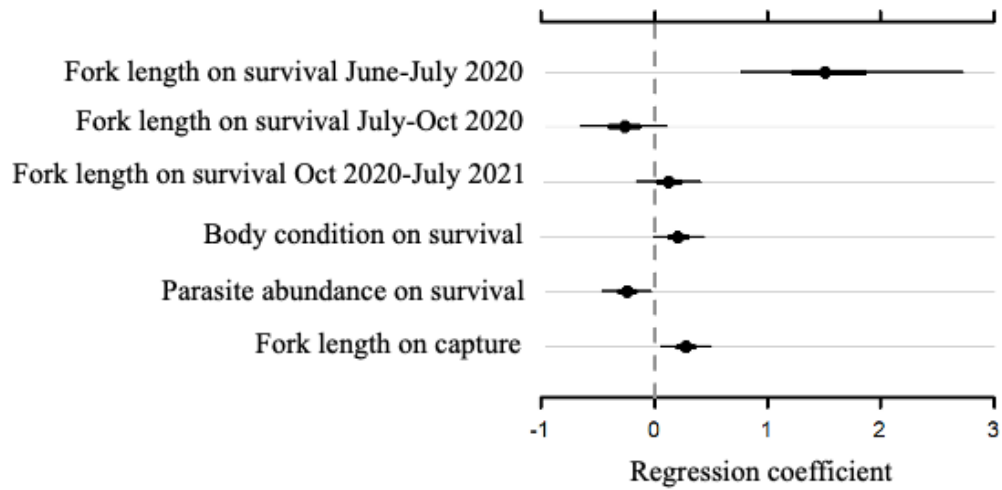 Fork length on survival June-July 2020
Fork length on survival July-Oct 2020
Fork length on survival Oct 2020-July 2021
Body condition on survival
Parasite abundance on survival
Fork length on capture
-1 0 1 2 3
Regression coefficient